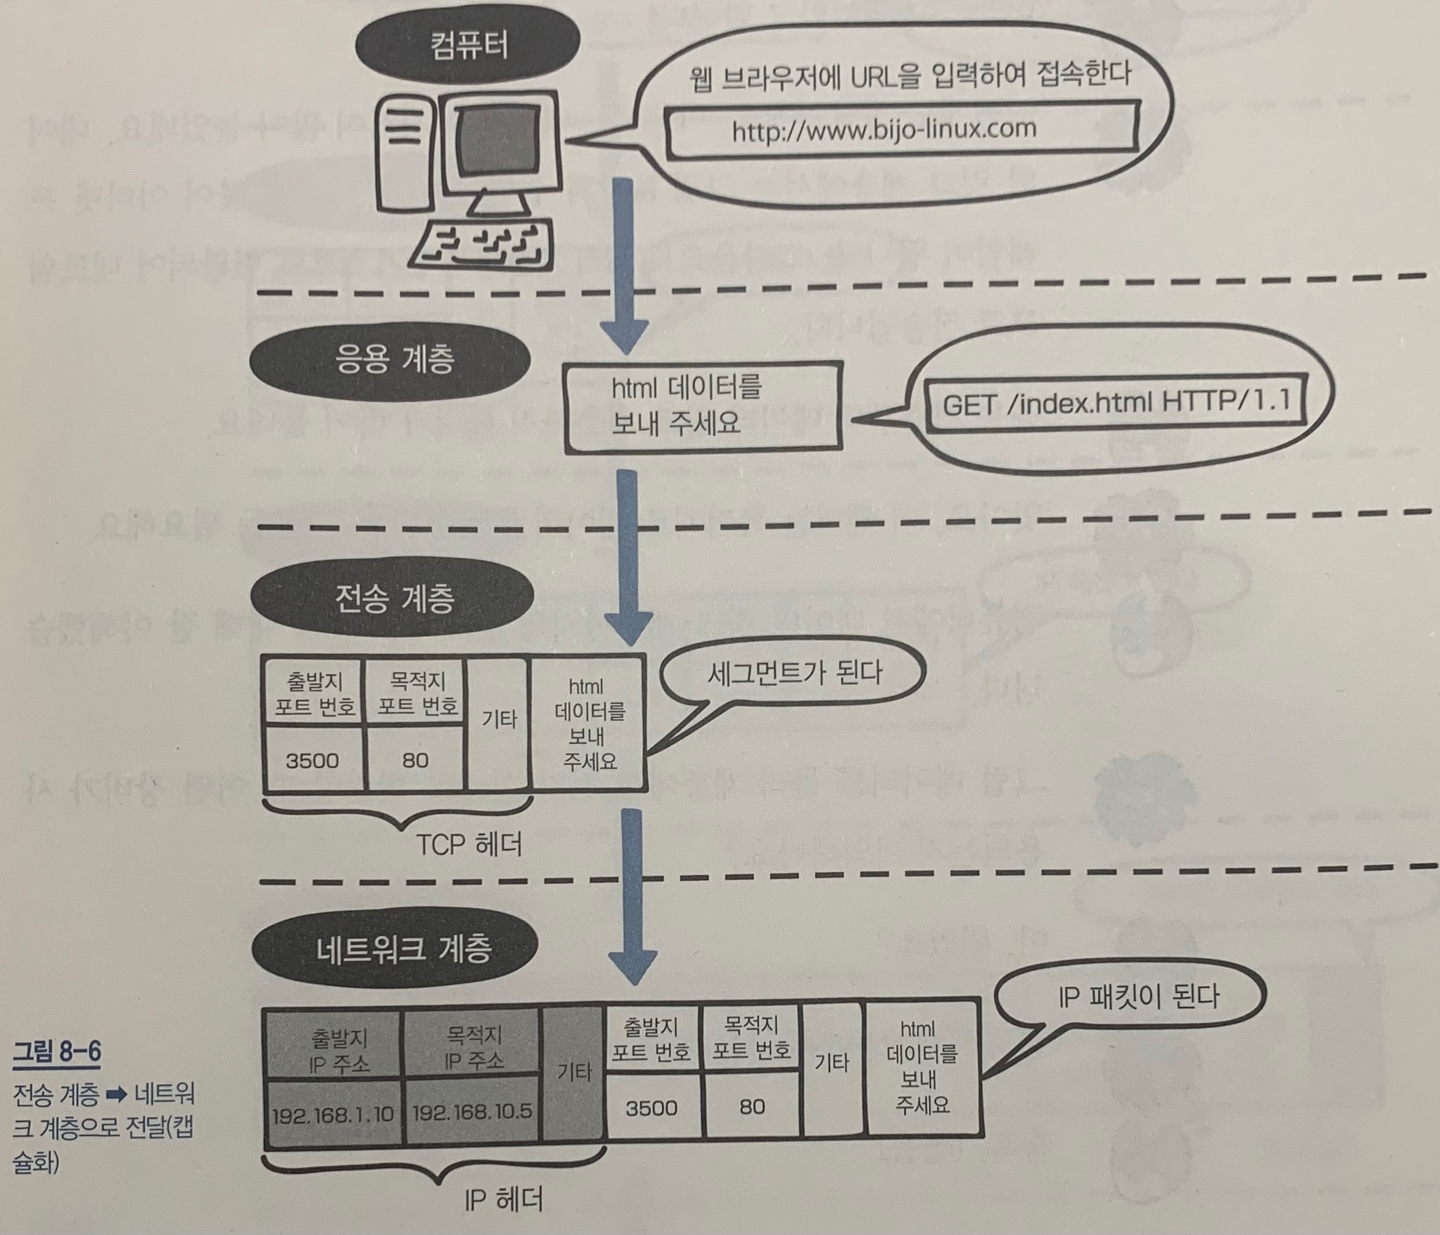 컴퓨터
웹 브라우저에 URL을 입력하여 접속한다
http://www.bijo-linux.com
응용 계층
html 데이터를
보내 주세요
GET /index.html HTTP/1.1
전송 계층
출발지
포트 번호
목적지
포트 번호
기타
html
데이터를
보내
주세요
3500
80
세그먼트가 된다
TCP 헤더
네트워크 계층
출발지
IP 주소
목적지
IP 주소
기타
출발지
포트 번호
목적지
포트 번호
기타
html
데이터를
보내
주세요
192.168.1.10
192.168.10.5
3500
80
IP 패킷이 된다
IP 헤더
그림 8-6
전송 계층 ➡ 네트워
크 계층으로 전달(캡
슐화)